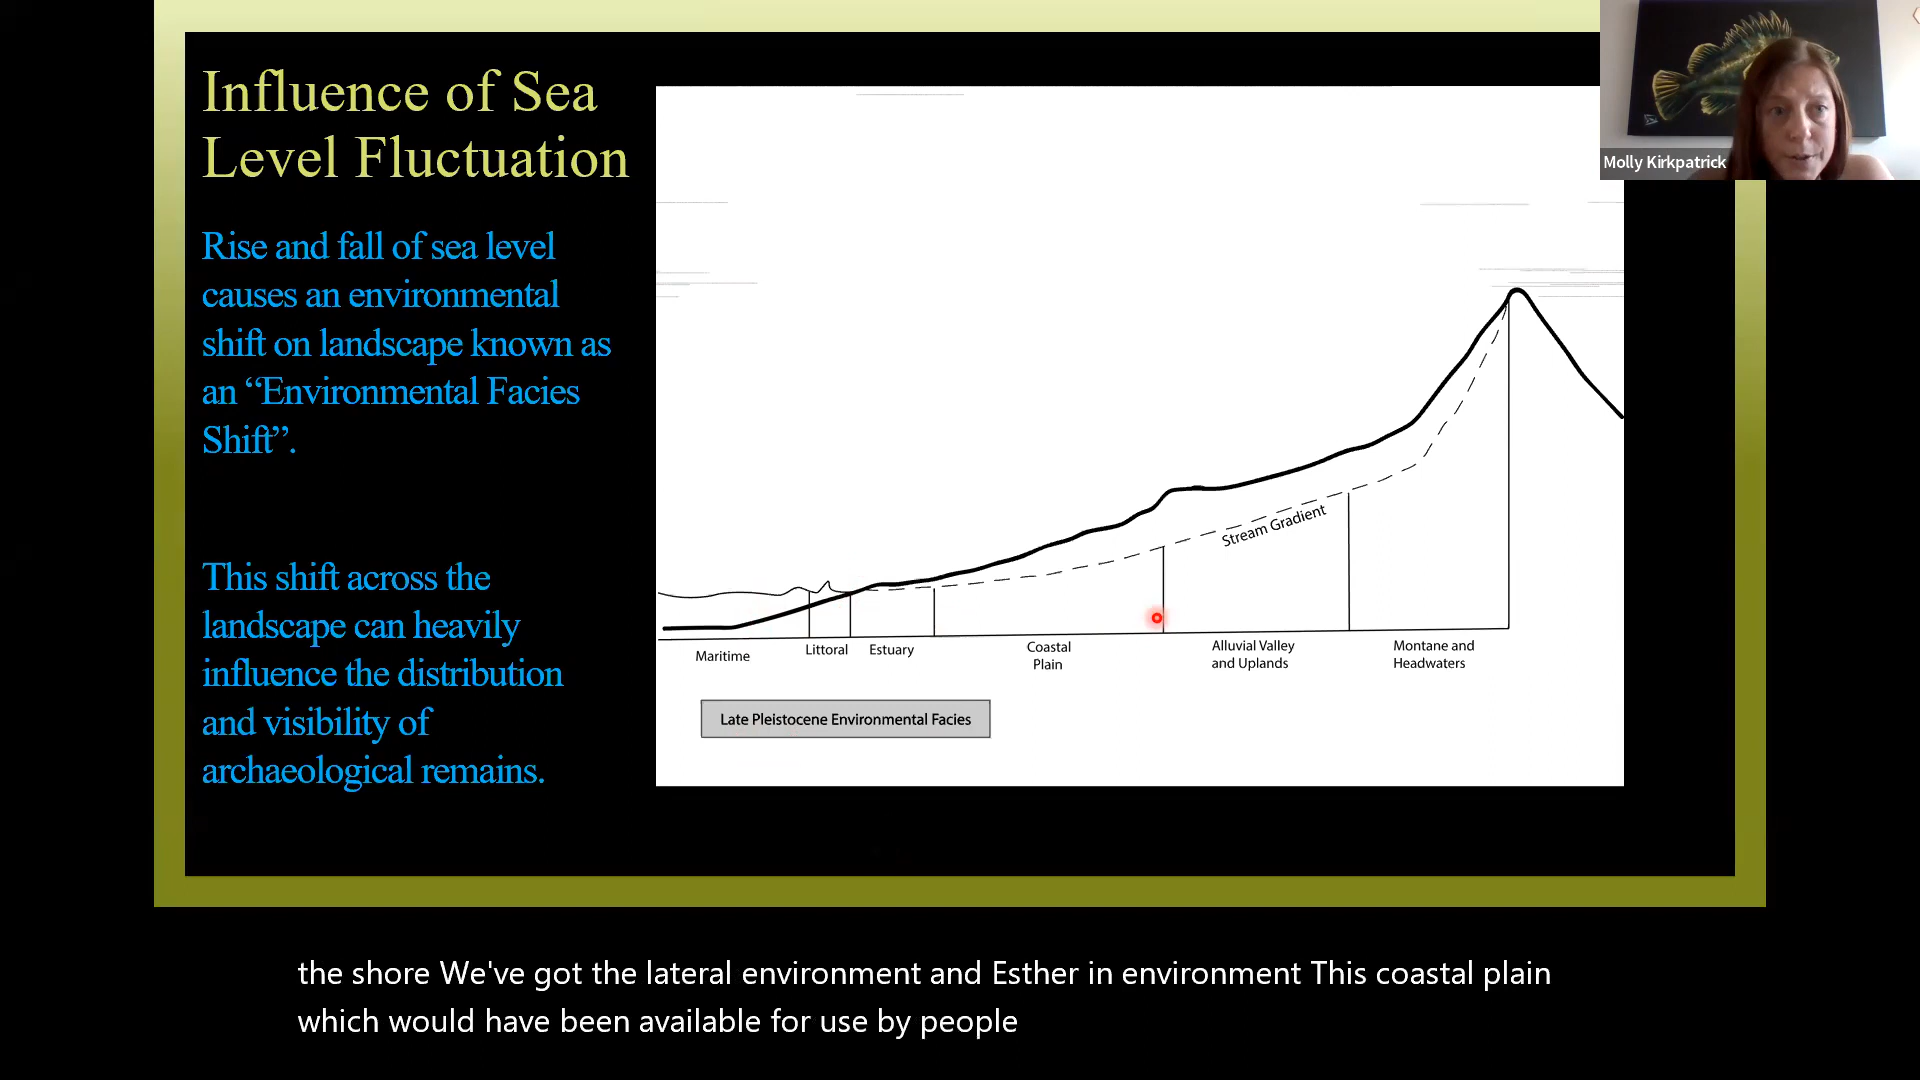 Influence of Sea
Level Fluctuation
Rise and fall of sea level
causes an environmental
shift on landscape known as
an “Environmental Facies
Shift”.
This shift across the
landscape can heavily
influence the distribution
and visibility of
archaeological remains.
Stream Gradient
Maritime
Littoral
Estuary
Coastal
Plain
Alluvial Valley
and Uplands
Montane and
Headwaters
Late Pleistocene Environmental Facies
Molly Kirkpatrick
the shore We've got the lateral environment and Esther in environment This coastal plain
which would have been available for use by people